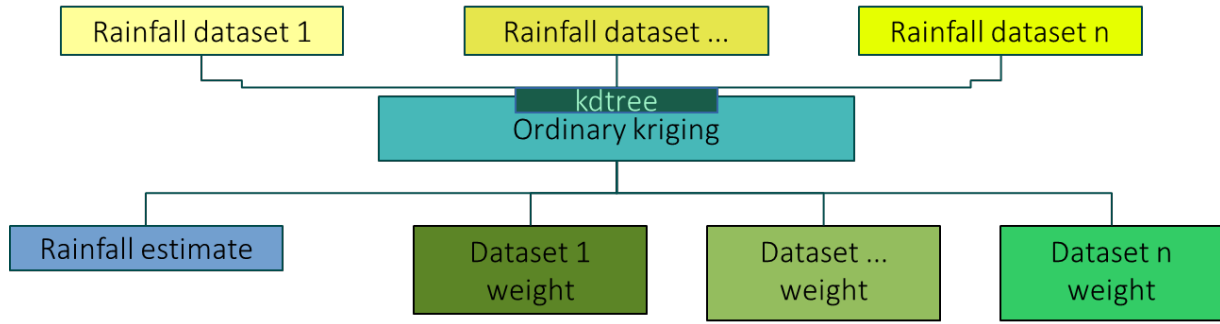 Rainfall dataset 1
Rainfall dataset ...
Rainfall dataset n
kdtree
Ordinary kriging
Rainfall estimate
Dataset 1
weight
Dataset ...
weight
Dataset n
weight